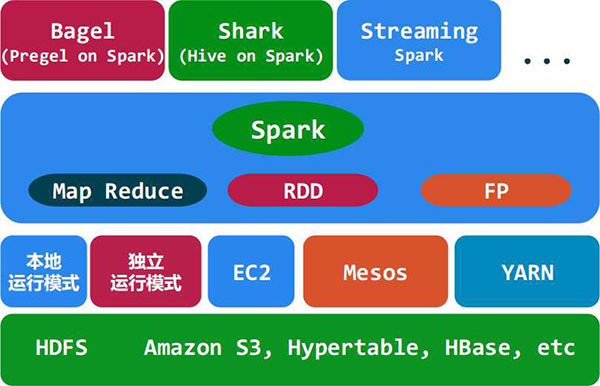 Bagel
(Pregel on Spark)
Shark
(Hive on Spark)
Streaming
Spark
...
Spark
Map Reduce
RDD
FP
本地
运行模式
独立
运行模式
EC2
Mesos
YARN
HDFS Amazon S3, Hypertable, HBase, etc